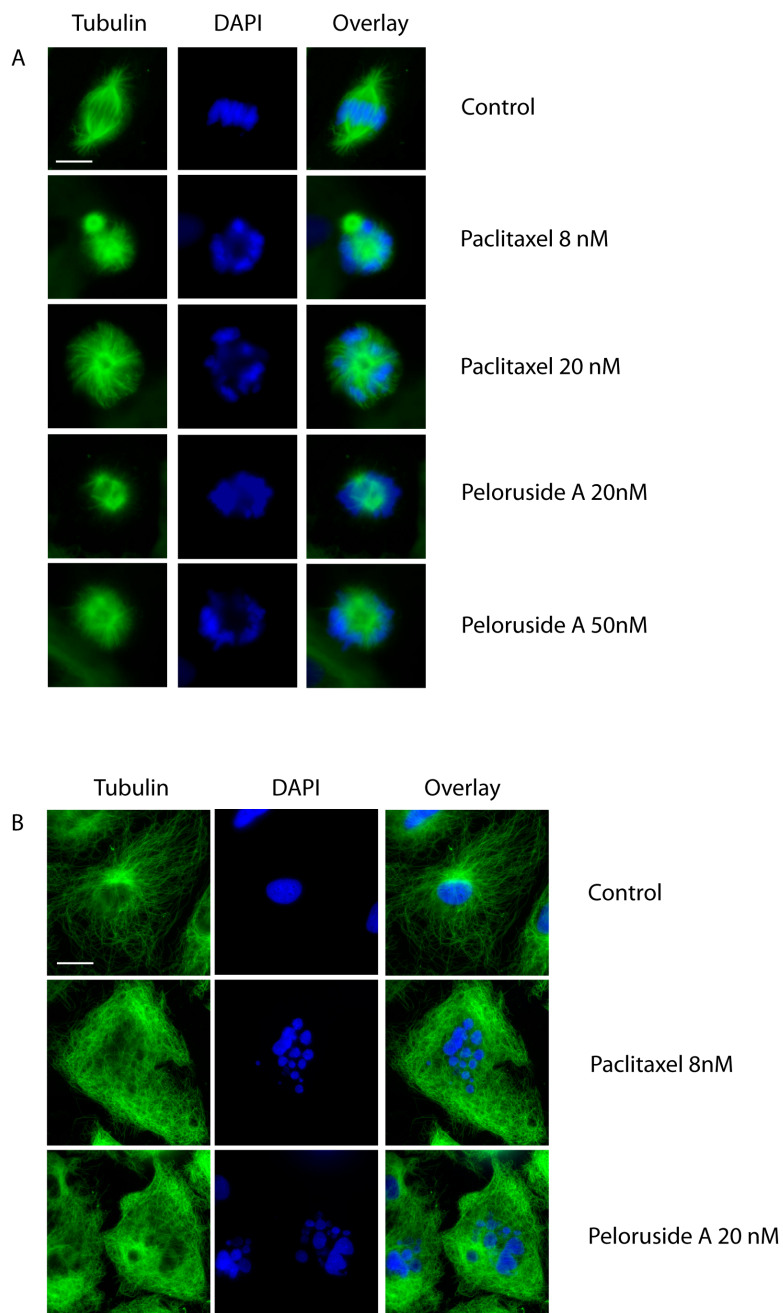 Tubulin DAPI Overlay
A
Control
Paclitaxel 8 nM
Paclitaxel 20 nM
Peloruside A 20nM
Peloruside A 50nM
Tubulin DAPI Overlay
B
Control
Paclitaxel 8nM
Peloruside A 20 nM